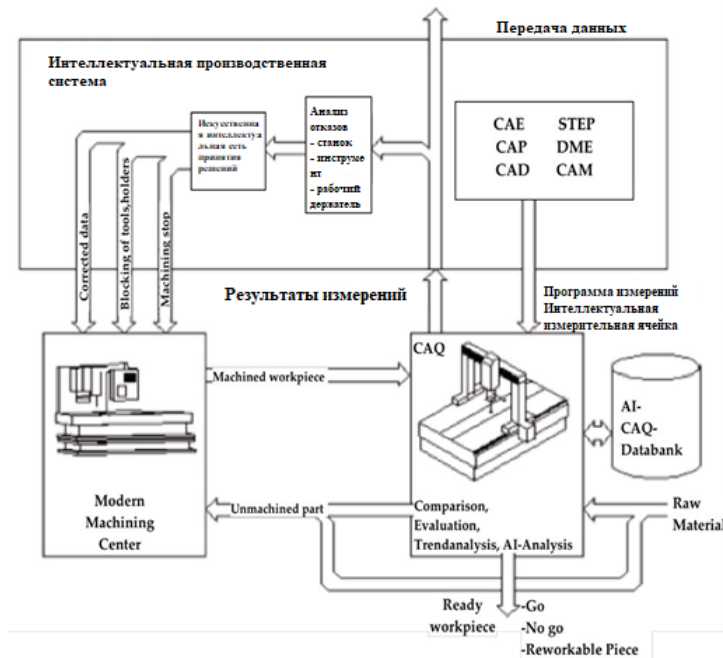 Передача данных
Интеллектуальная производственная
система
Искусственна
я интеллектуа
льная сеть
принятия
решений
Анализ
отказов
- станок
- инструме
нт
- рабочий
держатель
CAE STEP
CAP DME
CAD CAM
Corrected data
Blocking of tools,holders
Machining stop
Результаты измерений
Программа измерений
Интеллектуальная
измерительная ячейка
CAQ
Machined workpiece
AI-
CAQ-
Databank
Modern
Machining
Center
Unmachined part
Comparison,
Evaluation,
Trendanalysis, AI-Analysis
Raw
Material
Ready
workpiece
-Go
-No go
-Reworkable Piece